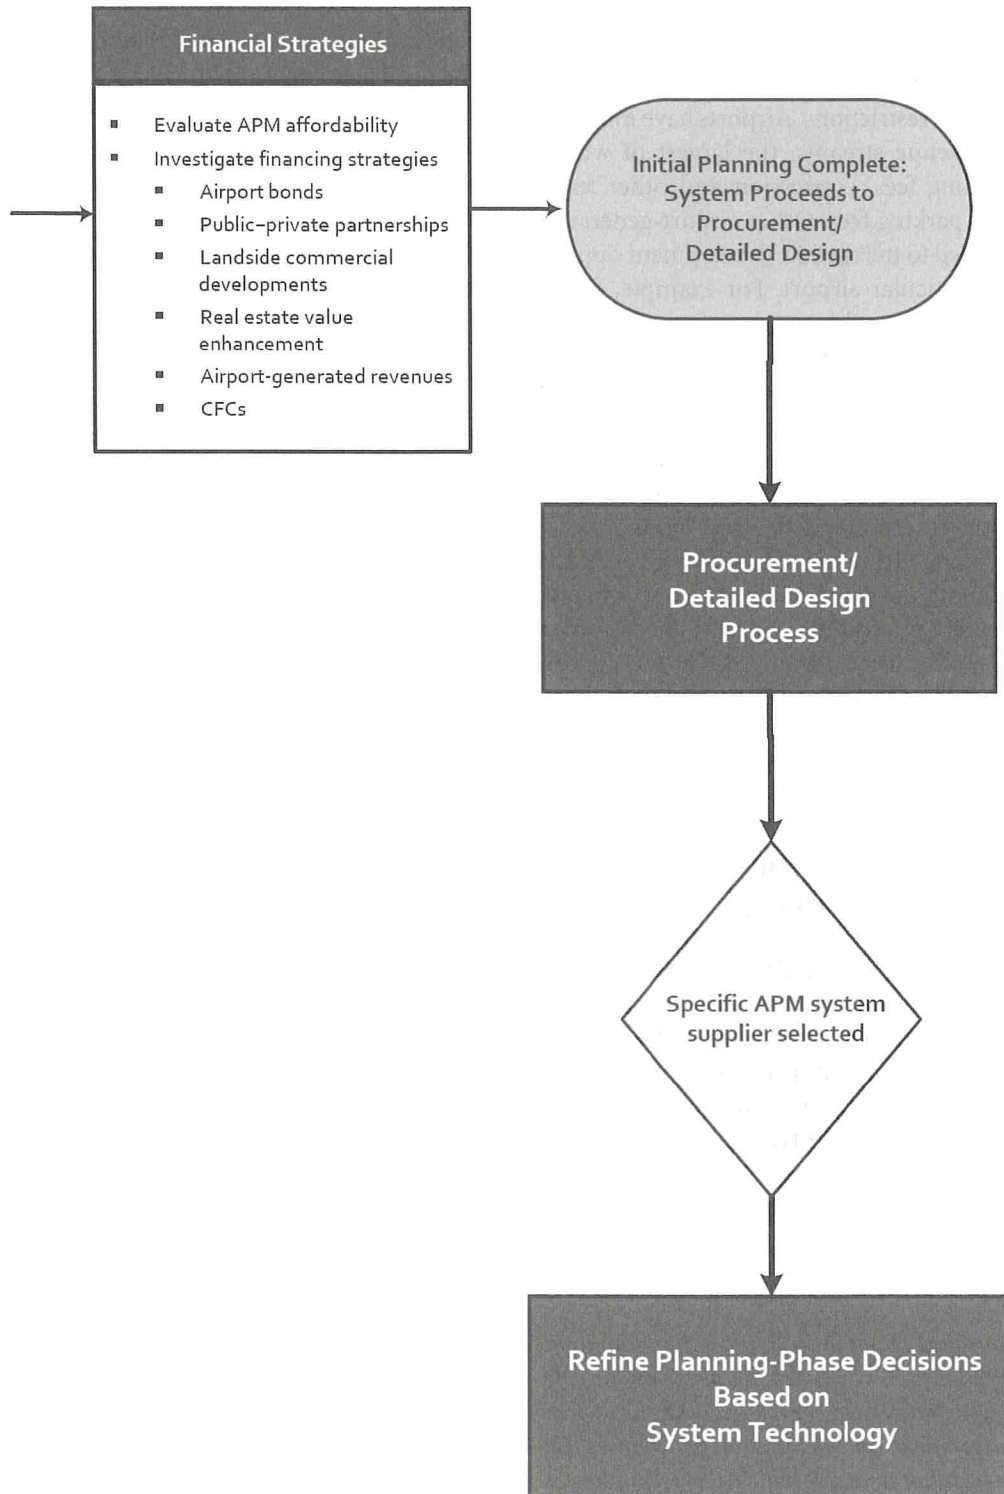 Financial Strategies
▪ Evaluate APM affordability
▪ Investigate financing strategies
▪ Airport bonds
▪ Public–private partnerships
▪ Landside commercial
developments
▪ Real estate value
enhancement
▪ Airport-generated revenues
▪ CFCs
Initial Planning Complete:
System Proceeds to
Procurement/
Detailed Design
Procurement/
Detailed Design
Process
Specific APM system
supplier selected
Refine Planning-Phase Decisions
Based on
System Technology